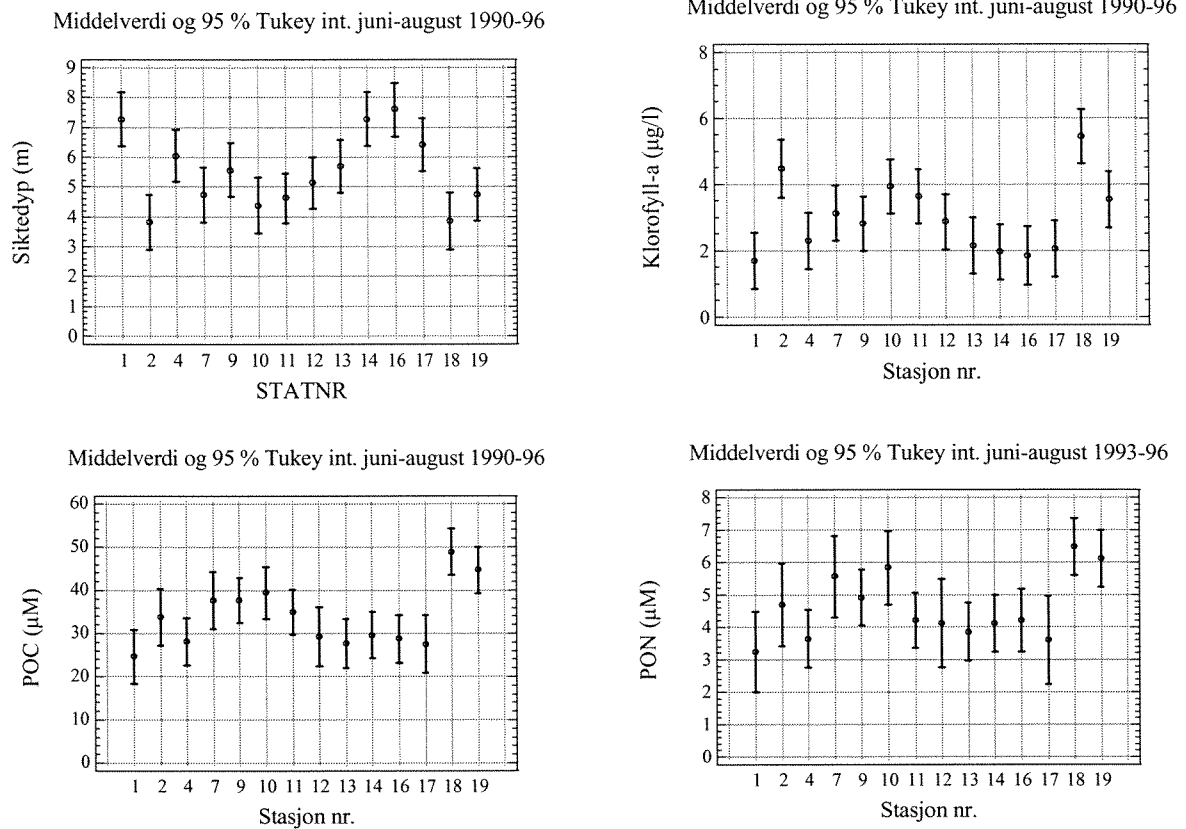 Middelverdi og 95 % Tukey int. juni-august 1990-96
Siktedyp (m)
9
8
7
6
5
4
3
2
1
0
1 2 4 7 9 10 11 12 13 14 16 17 18 19
STATNR
Middelverdi og 95 % Tukey int. juni-august 1990-96
Klorofyll-a (µg/l)
8
6
4
2
0
1 2 4 7 9 10 11 12 13 14 16 17 18 19
Stasjon nr.
Middelverdi og 95 % Tukey int. juni-august 1990-96
POC (µM)
60
50
40
30
20
10
0
1 2 4 7 9 10 11 12 13 14 16 17 18 19
Stasjon nr.
Middelverdi og 95 % Tukey int. juni-august 1993-96
PON (µM)
8
7
6
5
4
3
2
1
0
1 2 4 7 9 10 11 12 13 14 16 17 18 19
Stasjon nr.